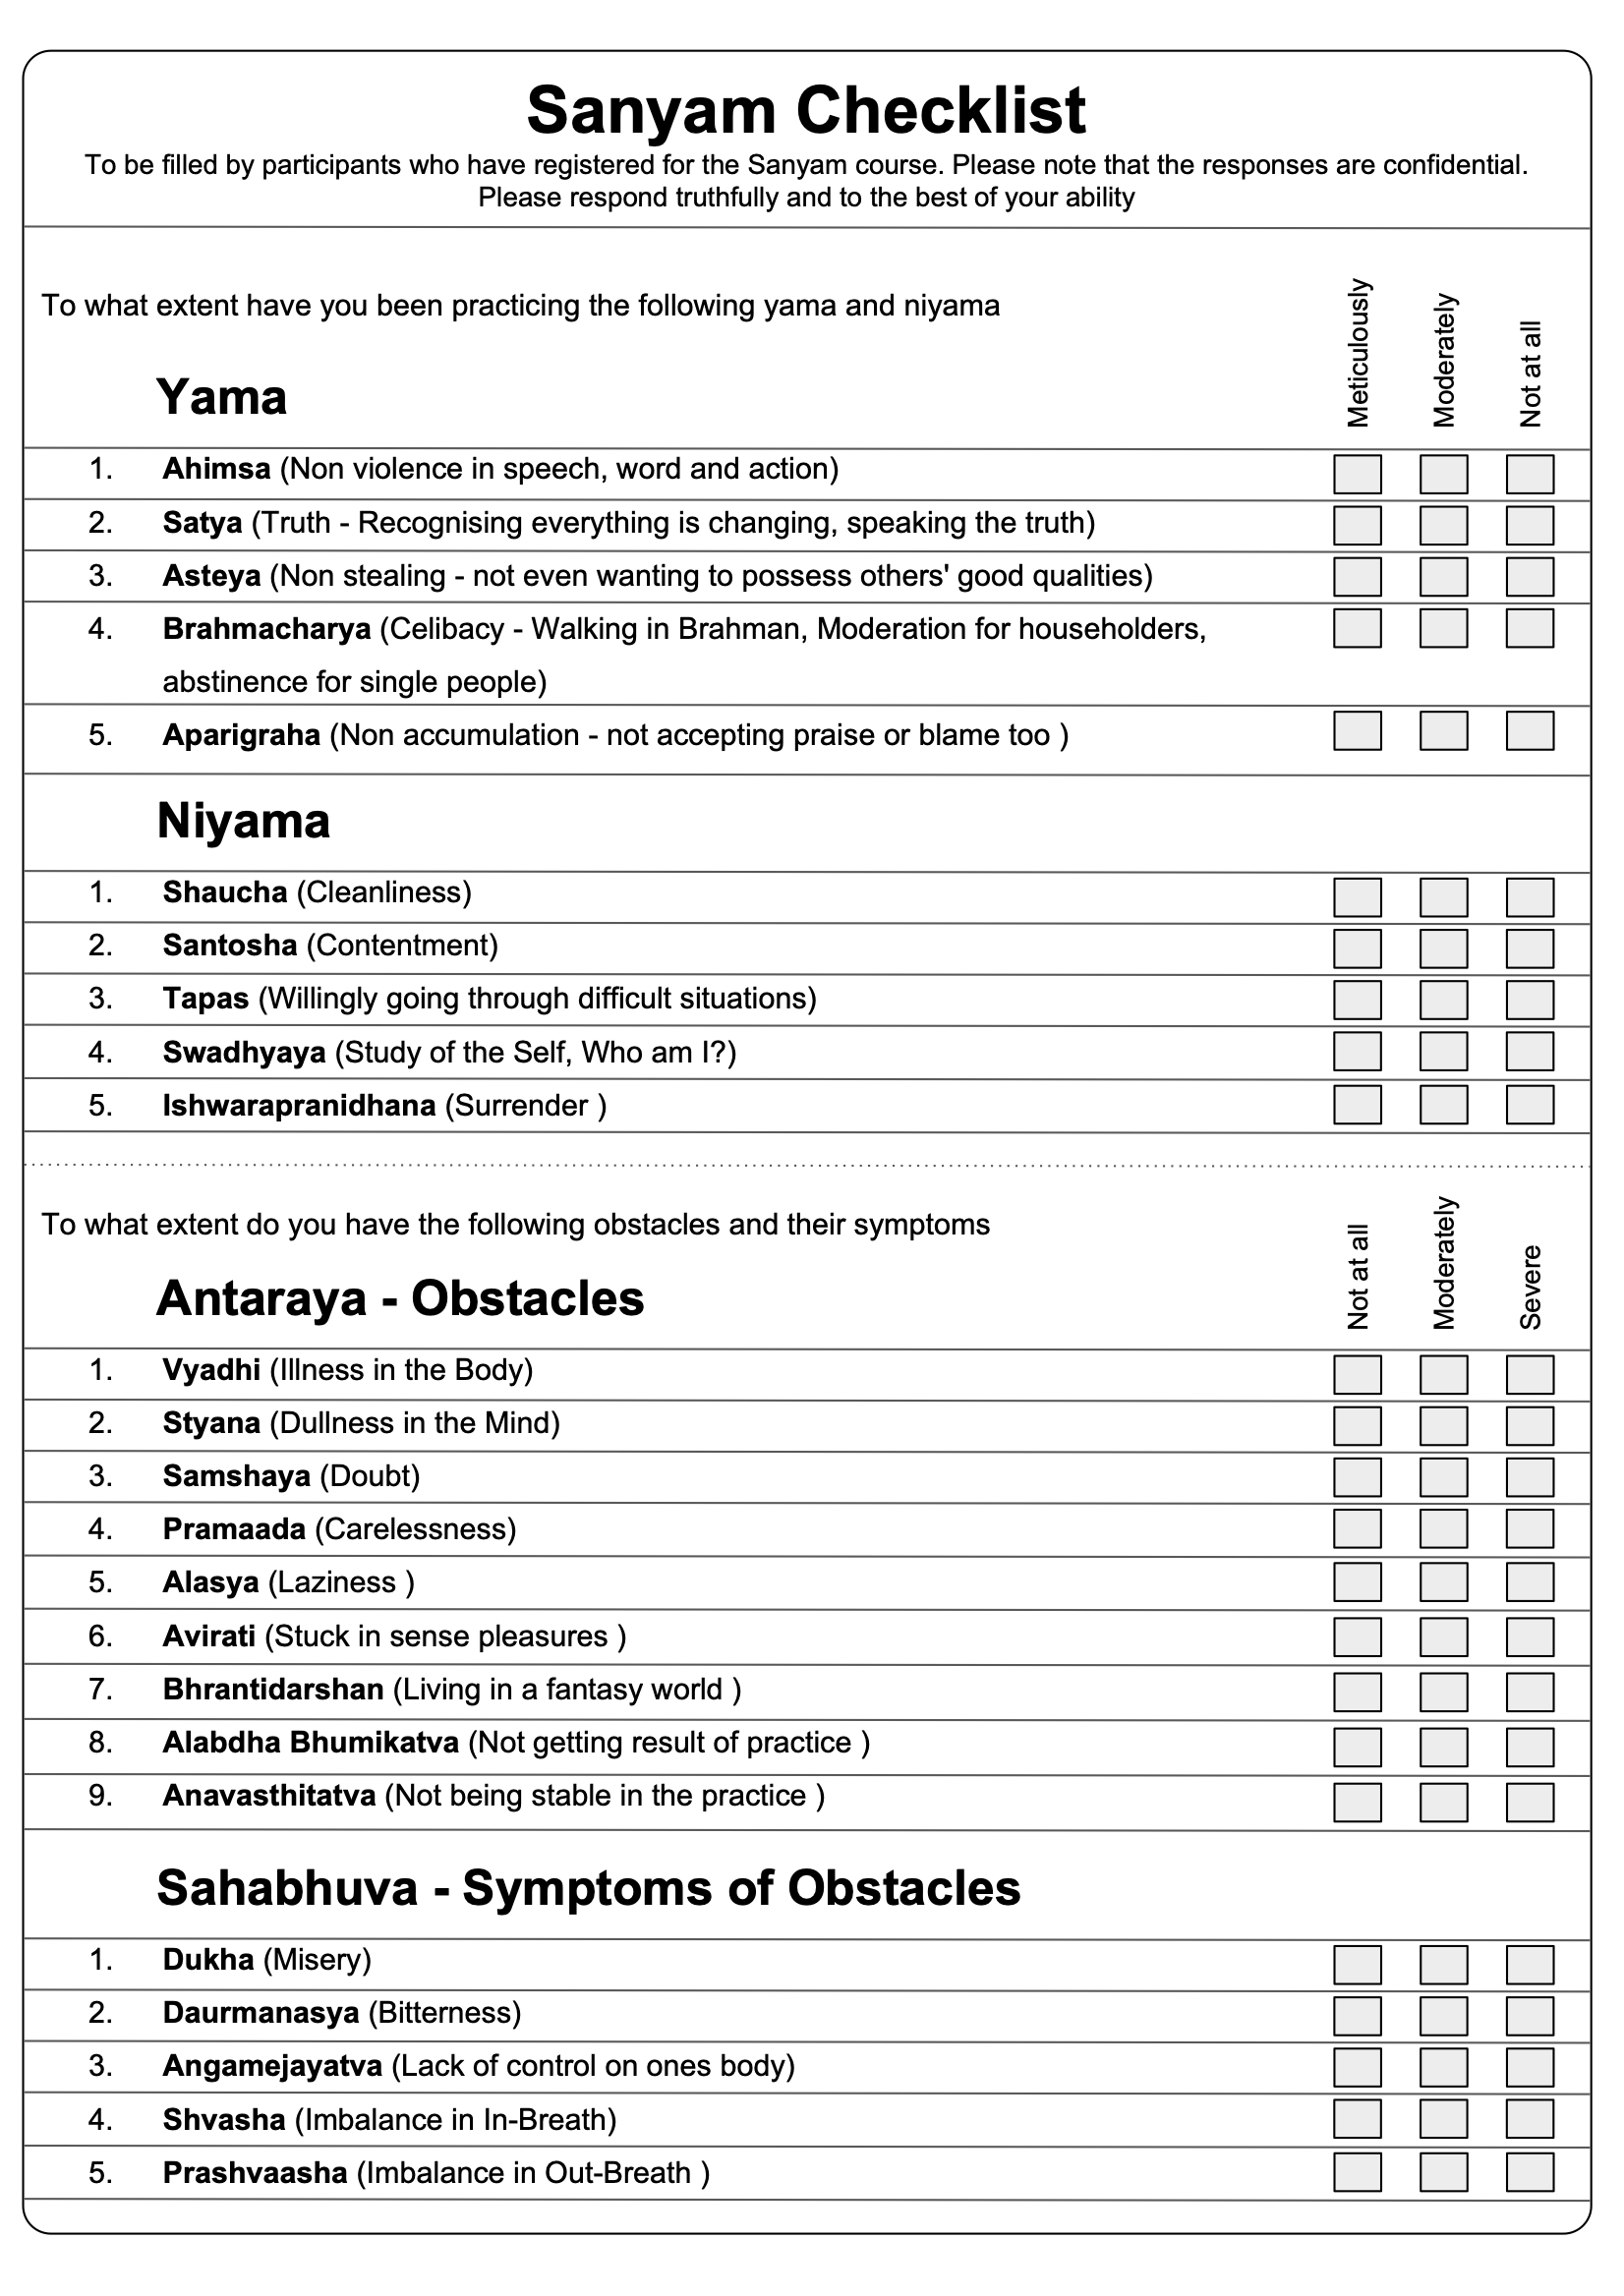 Sanyam Checklist
To be filled by participants who have registered for the Sanyam course. Please note that the responses are confidential.
Please respond truthfully and to the best of your ability
To what extent have you been practicing the following yama and niyama
Meticulously
Moderately
Not at all
Yama
1. Ahimsa (Non violence in speech, word and action)
2. Satya (Truth - Recognising everything is changing, speaking the truth)
3. Asteya (Non stealing - not even wanting to possess others' good qualities)
4. Brahmacharya (Celibacy - Walking in Brahman, Moderation for householders,
abstinence for single people)
5. Aparigraha (Non accumulation - not accepting praise or blame too )
Niyama
1. Shaucha (Cleanliness)
2. Santosha (Contentment)
3. Tapas (Willingly going through difficult situations)
4. Swadhyaya (Study of the Self, Who am I?)
5. Ishwarapranidhana (Surrender )
To what extent do you have the following obstacles and their symptoms
Not at all
Moderately
Severe
Antaraya - Obstacles
1. Vyadhi (Illness in the Body)
2. Styana (Dullness in the Mind)
3. Samshaya (Doubt)
4. Pramaada (Carelessness)
5. Alasya (Laziness )
6. Avirati (Stuck in sense pleasures )
7. Bhrantidarshan (Living in a fantasy world )
8. Alabdha Bhumikatva (Not getting result of practice )
9. Anavasthitatva (Not being stable in the practice )
Sahabhuva - Symptoms of Obstacles
1. Dukha (Misery)
2. Daurmanasya (Bitterness)
3. Angamejayatva (Lack of control on ones body)
4. Shvasha (Imbalance in In-Breath)
5. Prashvaasha (Imbalance in Out-Breath )